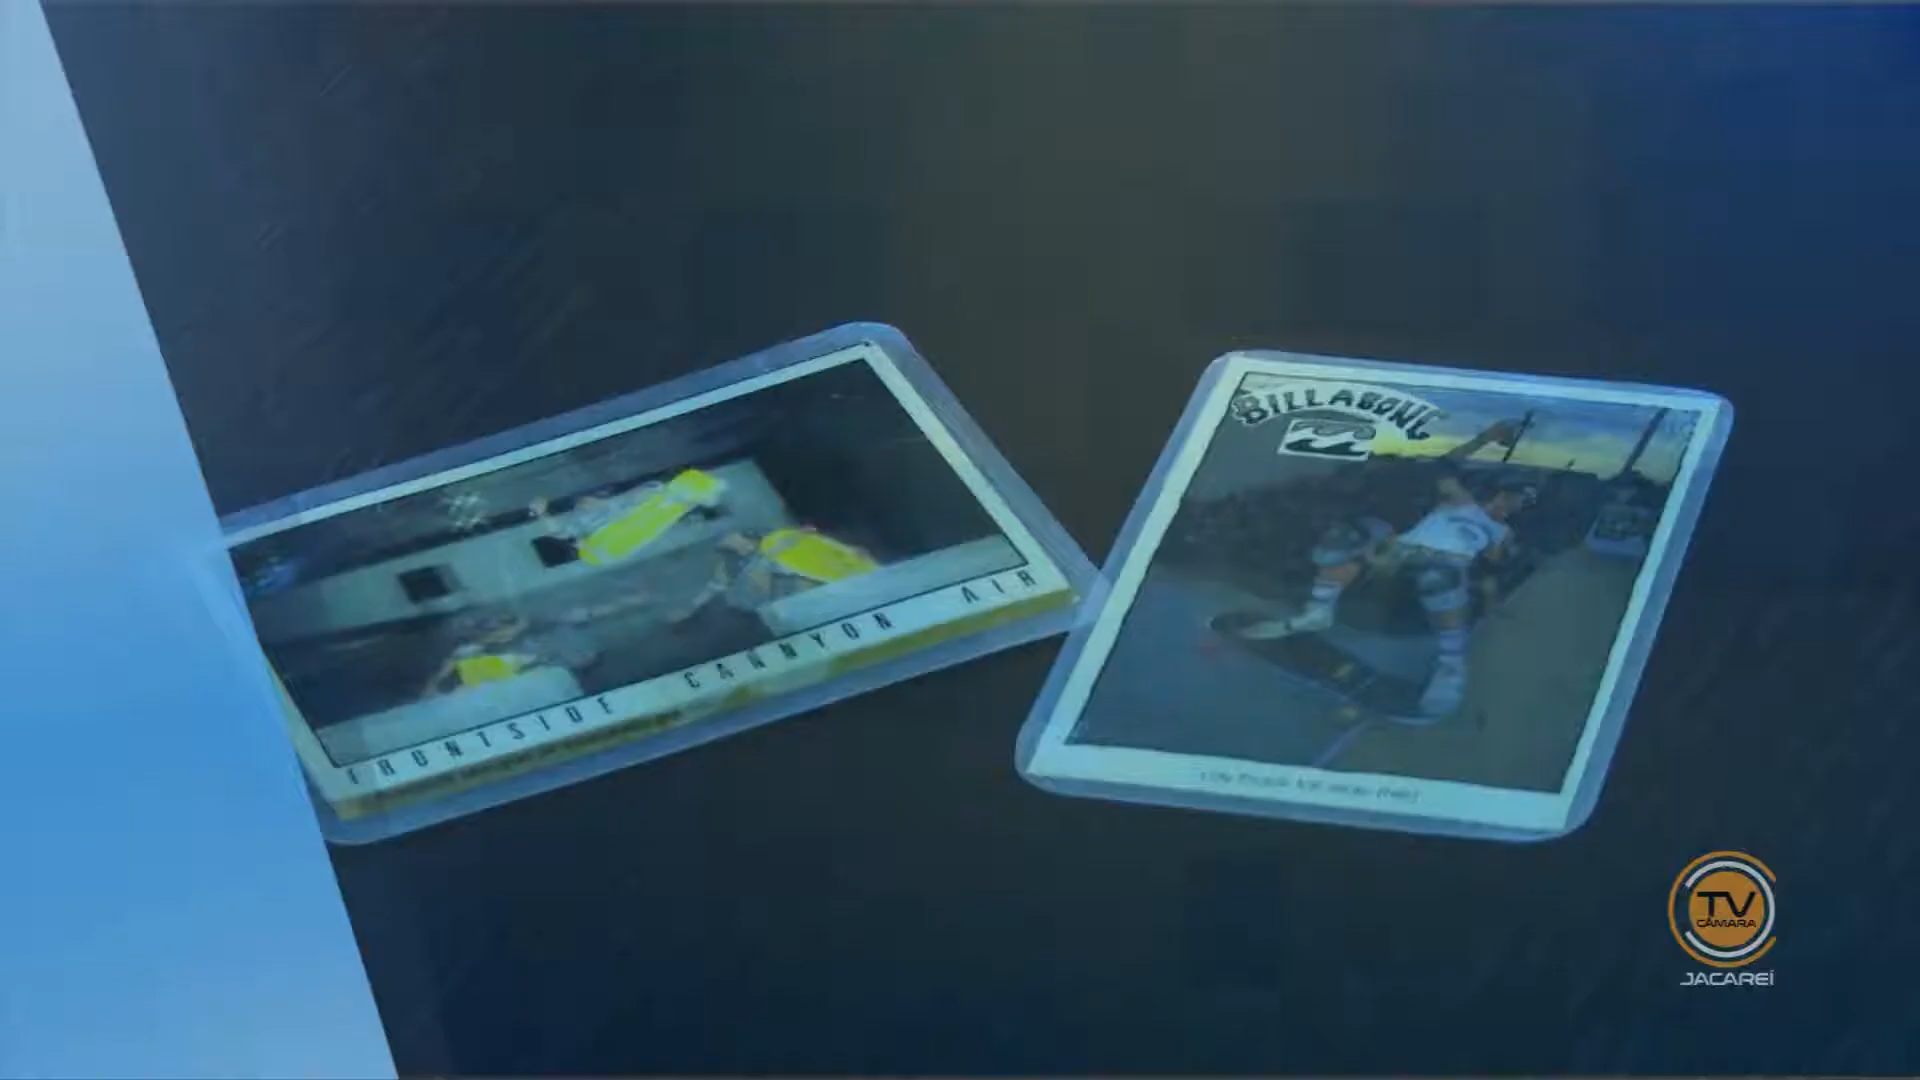 BILLABONG
FRONTSIDE CANNYON AIR
TV
CÂMARA
JACAREÍ